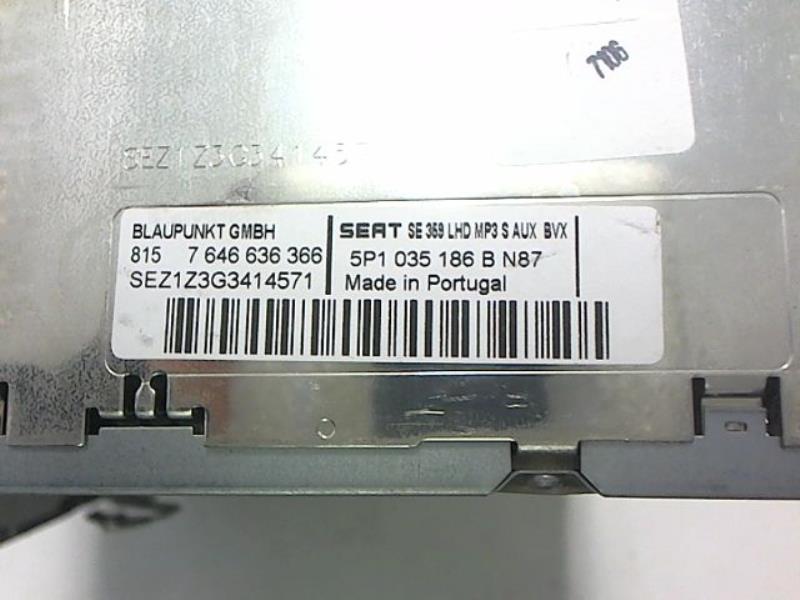 7106
SEZ1Z3G3414571
BLAUPUNKT GMBH
815 7 646 636 366
SEZ1Z3G3414571
SEAT SE 359 LHD MP3 S AUX BVX
5P1 035 186 B N87
Made in Portugal